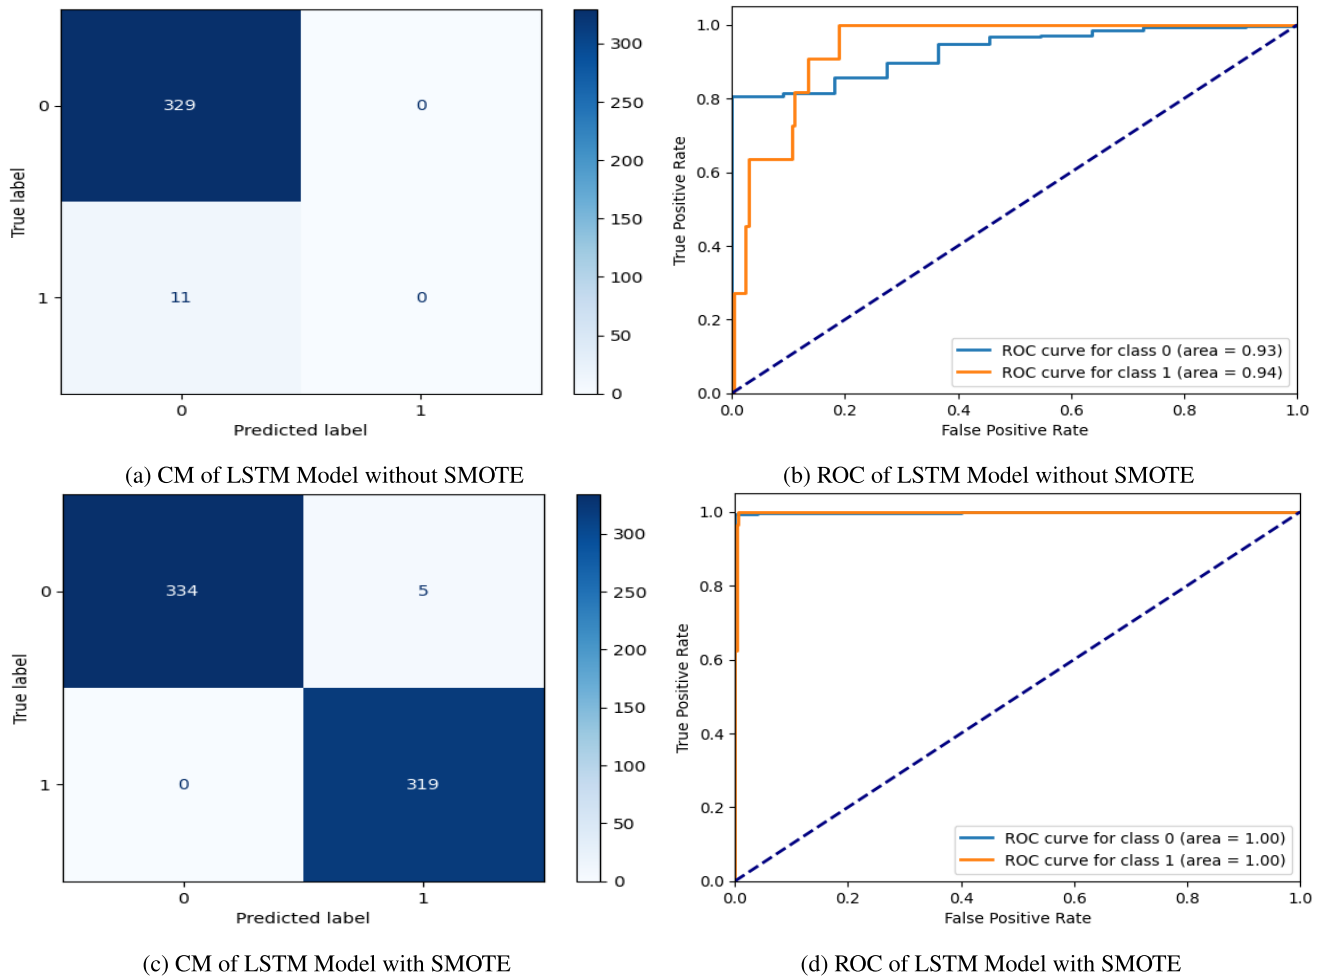 0
1
True label
329
0
11
0
0
1
Predicted label
300
250
200
150
100
50
0
(a) CM of LSTM Model without SMOTE
1.0
0.8
0.6
0.4
0.2
0.0
True Positive Rate
ROC curve for class 0 (area = 0.93)
ROC curve for class 1 (area = 0.94)
0.0 0.2 0.4 0.6 0.8 1.0
False Positive Rate
(b) ROC of LSTM Model without SMOTE
0
1
True label
334
5
0
319
0
1
Predicted label
300
250
200
150
100
50
0
(c) CM of LSTM Model with SMOTE
1.0
0.8
0.6
0.4
0.2
0.0
True Positive Rate
ROC curve for class 0 (area = 1.00)
ROC curve for class 1 (area = 1.00)
0.0 0.2 0.4 0.6 0.8 1.0
False Positive Rate
(d) ROC of LSTM Model with SMOTE